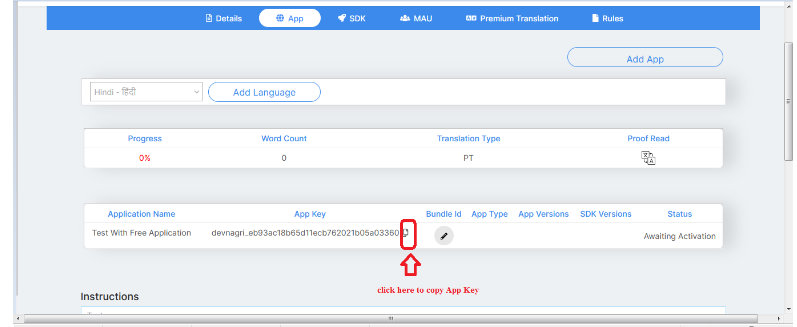 Details App SDK MAU Premium Translation Rules
Add App
Hindi - हिंदी Add Language
Progress Word Count Translation Type Proof Read
0% 0 PT
Application Name App Key Bundle Id App Type App Versions SDK Versions Status
Test With Free Application devnagri_eb93ac18b65d11ecb762021b05a03360 Awaiting Activation
click here to copy App Key
Instructions